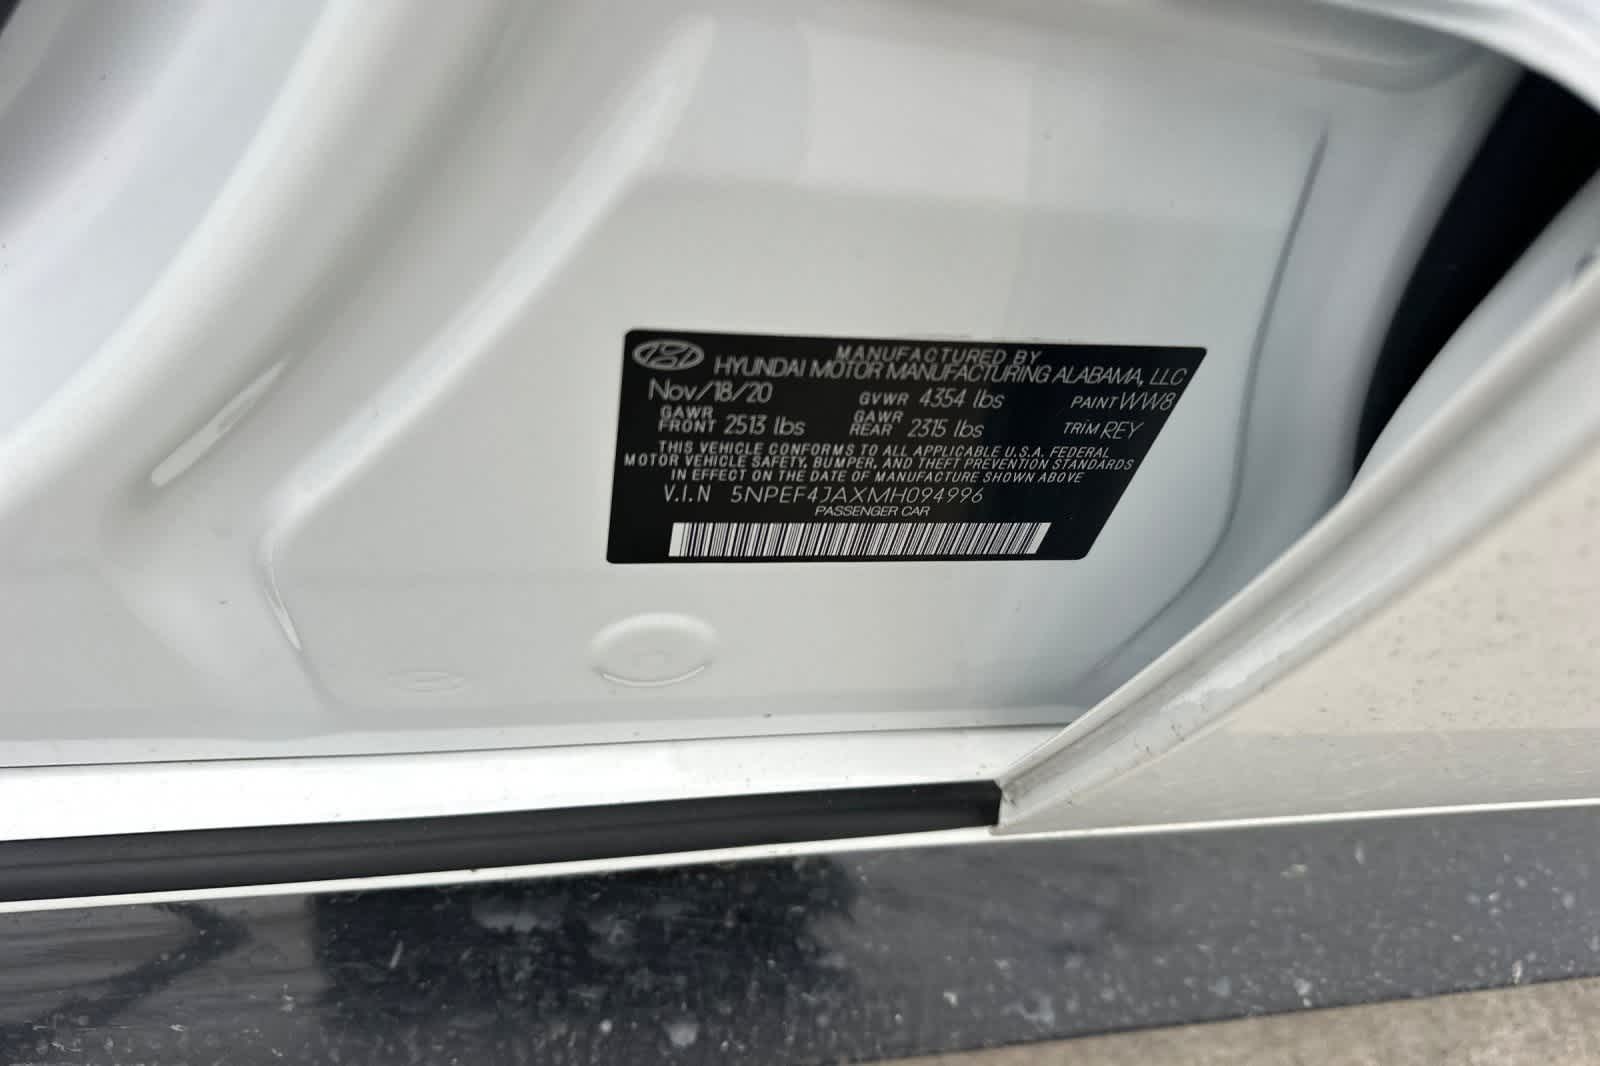 MANUFACTURED BY
HYUNDAI MOTOR MANUFACTURING ALABAMA, LLC
Nov/18/20 GVWR 4354 lbs PAINT WW8
GAWR FRONT 2513 lbs GAWR REAR 2315 lbs TRIM REY
THIS VEHICLE CONFORMS TO ALL APPLICABLE U.S.A. FEDERAL
MOTOR VEHICLE SAFETY, BUMPER, AND THEFT PREVENTION STANDARDS
IN EFFECT ON THE DATE OF MANUFACTURE SHOWN ABOVE
V.I.N 5NPEF4JAXMH094996
PASSENGER CAR